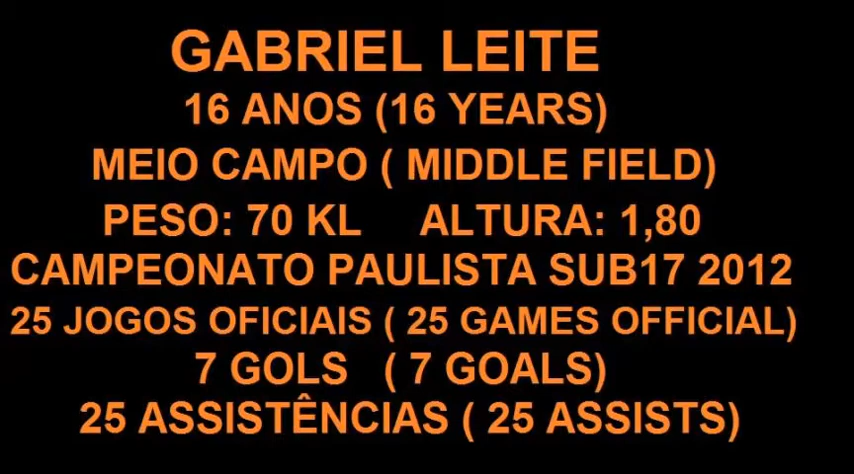 GABRIEL LEITE
16 ANOS (16 YEARS)
MEIO CAMPO ( MIDDLE FIELD)
PESO: 70 KL ALTURA: 1,80
CAMPEONATO PAULISTA SUB17 2012
25 JOGOS OFICIAIS ( 25 GAMES OFFICIAL)
7 GOLS ( 7 GOALS)
25 ASSISTÊNCIAS ( 25 ASSISTS)